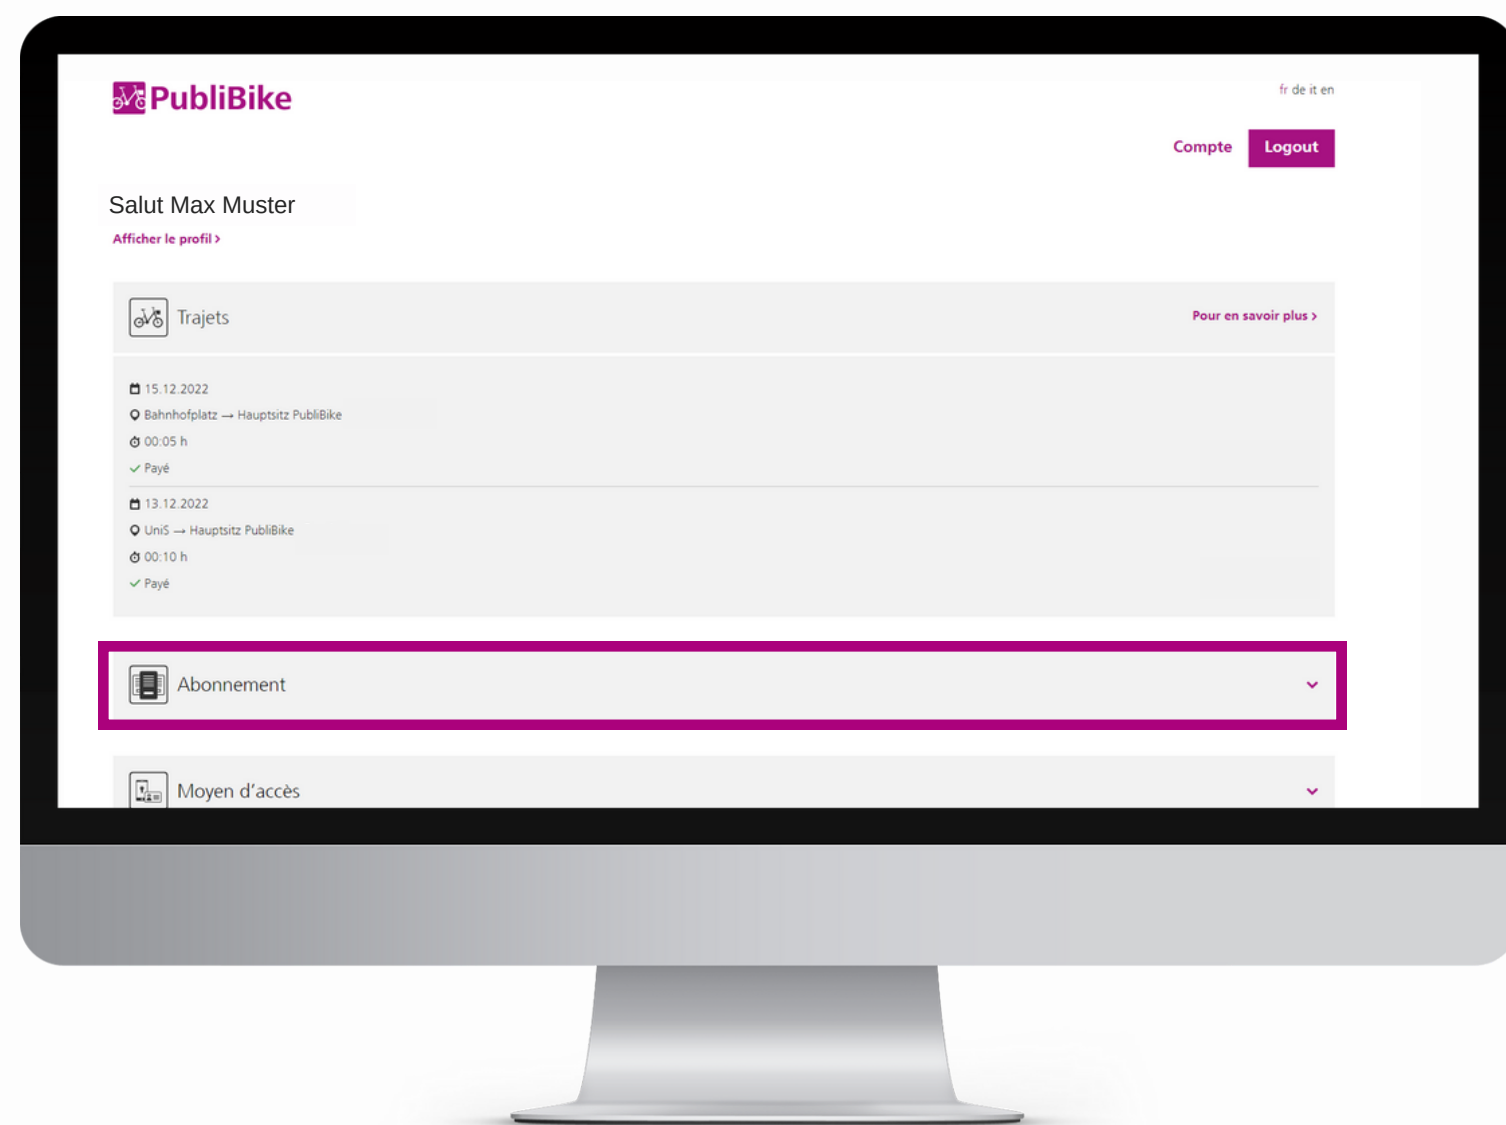 PubliBike
fr de it en
Compte
Logout
Salut Max Muster
Afficher le profil >
Trajets
Pour en savoir plus >
15.12.2022
Bahnhofplatz → Hauptsitz PubliBike
00:05 h
Payé
13.12.2022
UniS → Hauptsitz PubliBike
00:10 h
Payé
Abonnement
Moyen d'accès